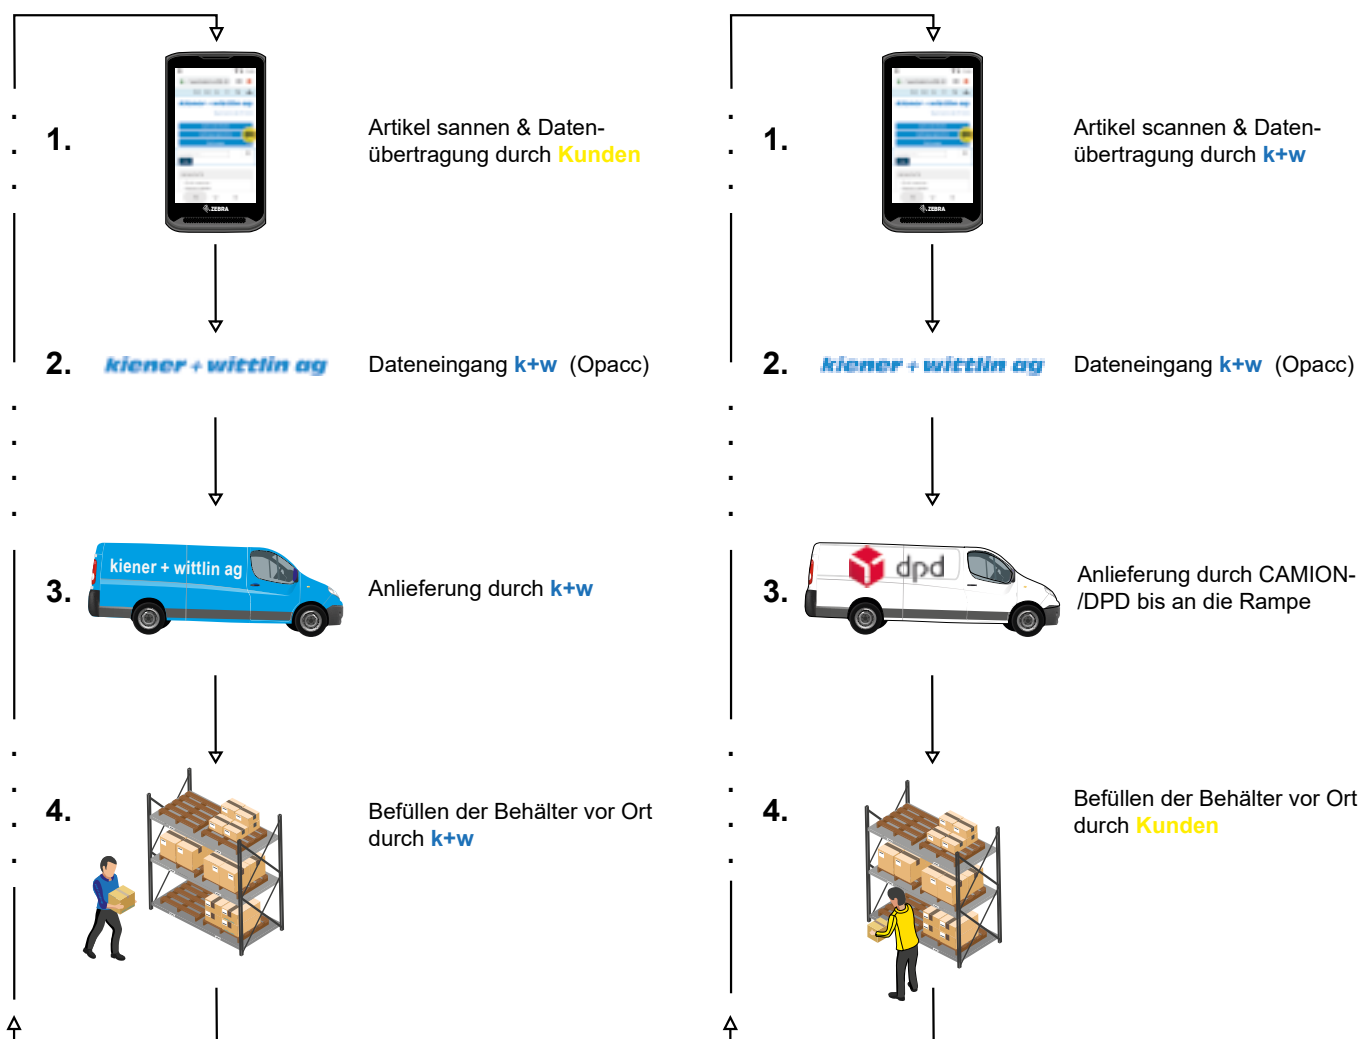 1.
Artikel sannen & Daten-
übertragung durch Kunden
ZEBRA
2.
kiener + wittlin ag
Dateneingang k+w (Opacc)
3.
kiener + wittlin ag
Anlieferung durch k+w
4.
Befüllen der Behälter vor Ort
durch k+w
1.
Artikel scannen & Daten-
übertragung durch k+w
ZEBRA
2.
kiener + wittlin ag
Dateneingang k+w (Opacc)
3.
dpd
Anlieferung durch CAMION-
/DPD bis an die Rampe
4.
Befüllen der Behälter vor Ort
durch Kunden